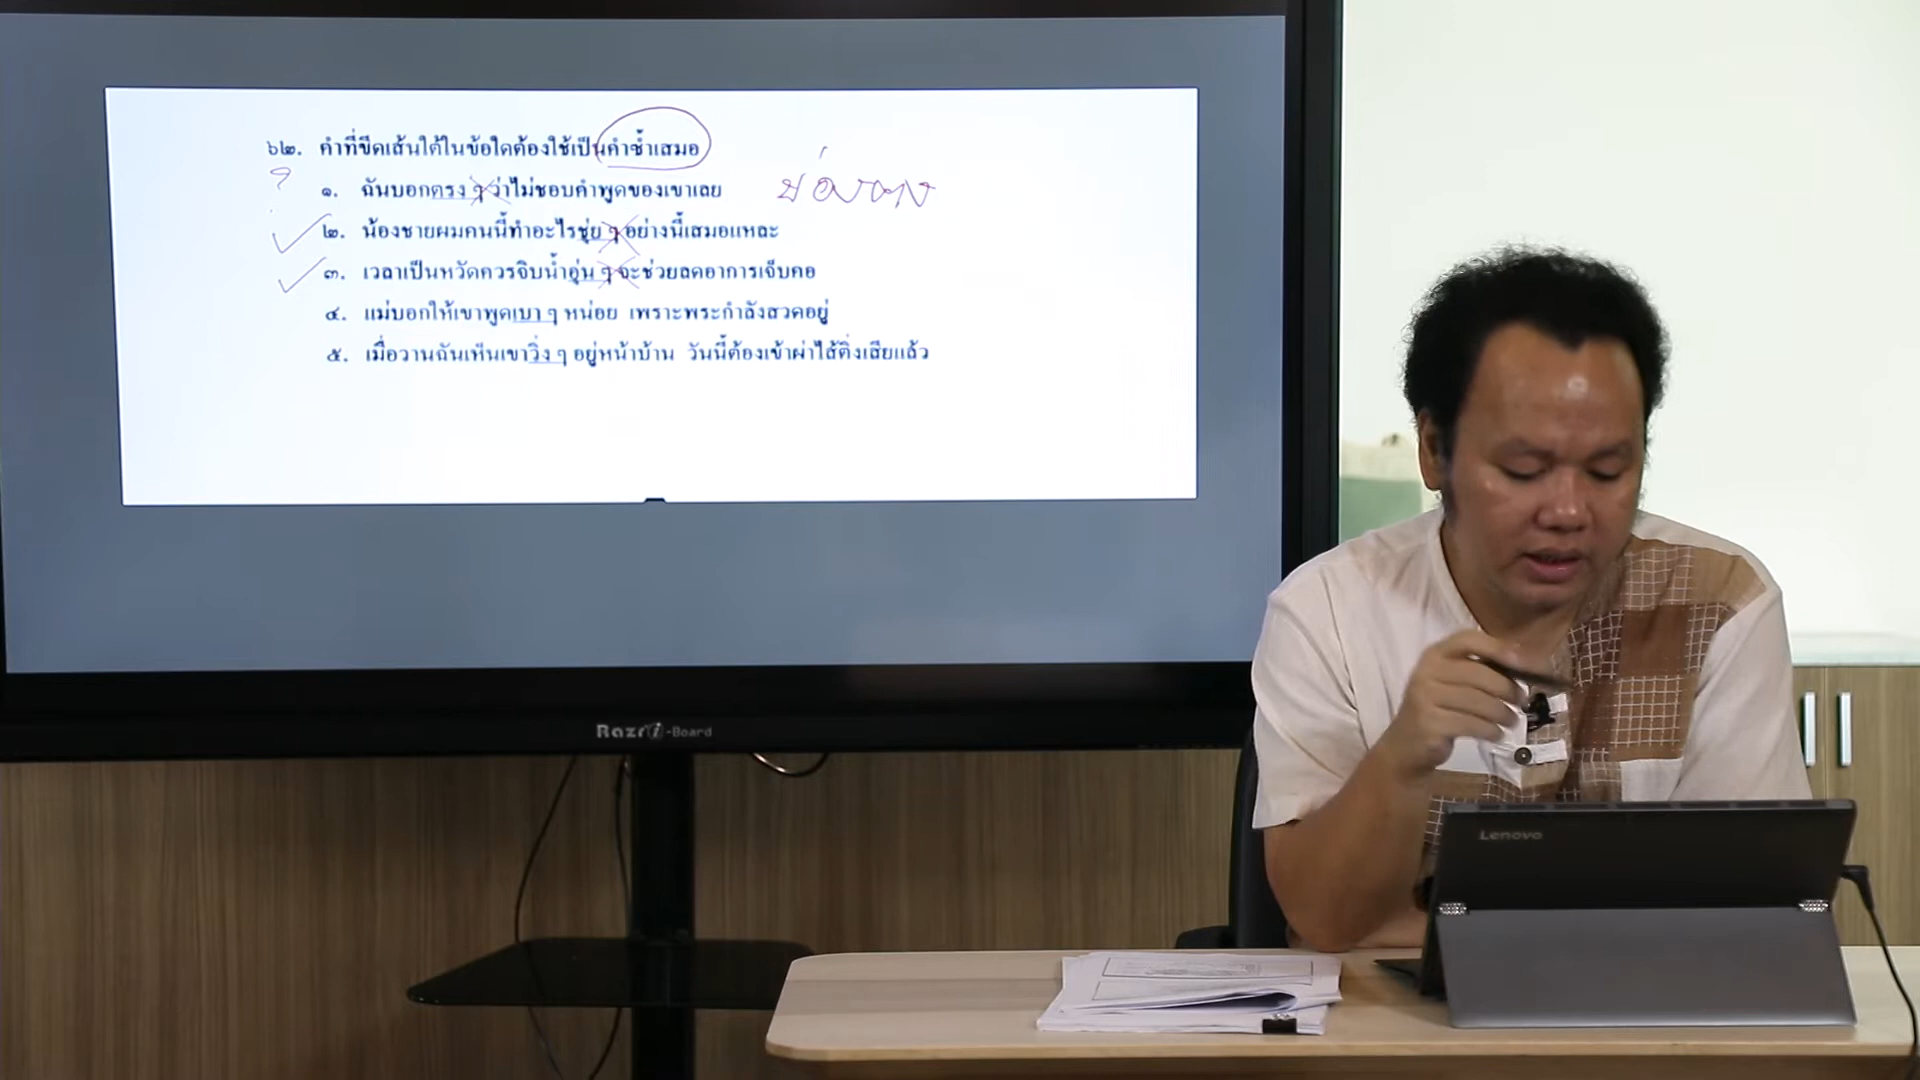 ๖๒. คำที่ขีดเส้นใต้ในข้อใดต้องใช้เป็นคำซ้ำเสมอ
๑. ฉันบอกตรง ๆ ว่าไม่ชอบคำพูดของเขาเลย
๒. น้องชายผมคนนี้ทำอะไรชุ่ย ๆ อย่างนี้เสมอแหละ
๓. เวลาเป็นหวัดควรจิบน้ำอุ่น ๆ จะช่วยลดอาการเจ็บคอ
๔. แม่บอกให้เขาพูดเบา ๆ หน่อย เพราะพระกำลังสวดอยู่
๕. เมื่อวานฉันเห็นเขาวิ่ง ๆ อยู่หน้าบ้าน วันนี้ต้องเข้าผ่าไส้ติ่งเสียแล้ว
Razri-Board
Lenovo